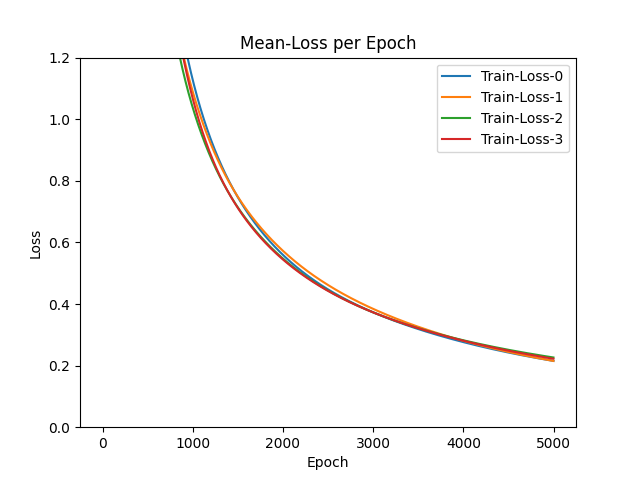 Mean-Loss per Epoch
1.2
1.0
0.8
0.6
0.4
0.2
0.0
Loss
Train-Loss-0
Train-Loss-1
Train-Loss-2
Train-Loss-3
0 1000 2000 3000 4000 5000
Epoch